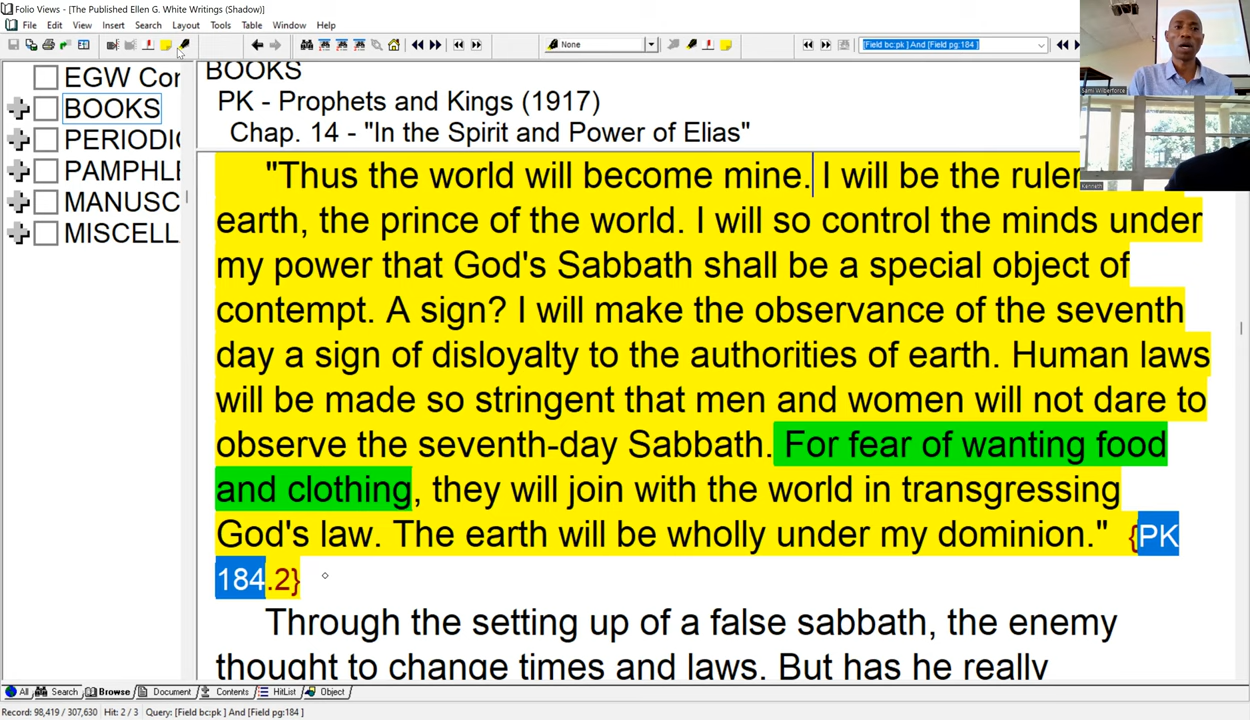 Folio Views - [The Published Ellen G. White Writings (Shadow)]
File Edit View Insert Search Layout Tools Table Window Help
None
[Field bc:pk ] And [Field pg:184 ]
EGW Cor
BOOKS
PERIODIC
PAMPHLE
MANUSC
MISCELL
BOOKS
PK - Prophets and Kings (1917)
Chap. 14 - "In the Spirit and Power of Elias"
"Thus the world will become mine. I will be the ruler
earth, the prince of the world. I will so control the minds under
my power that God's Sabbath shall be a special object of
contempt. A sign? I will make the observance of the seventh
day a sign of disloyalty to the authorities of earth. Human laws
will be made so stringent that men and women will not dare to
observe the seventh-day Sabbath. For fear of wanting food
and clothing, they will join with the world in transgressing
God's law. The earth will be wholly under my dominion." {PK
184.2}
Through the setting up of a false sabbath, the enemy
thought to change times and laws. But has he really
Sami Wilberforce
Kenneth
All Search Browse Document Contents HitList Object
Record: 98,419 / 307,630 Hit: 2 / 3 Query: [Field bc:pk ] And [Field pg:184 ]